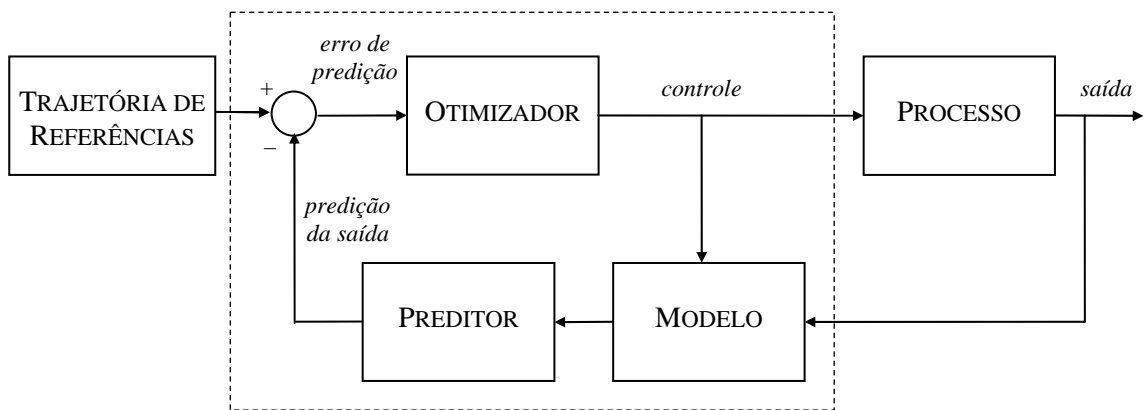 erro de
predição
TRAJETÓRIA DE
REFERÊNCIAS
+
−
OTIMIZADOR
controle
PROCESSO
saída
predição
da saída
PREDITOR
MODELO